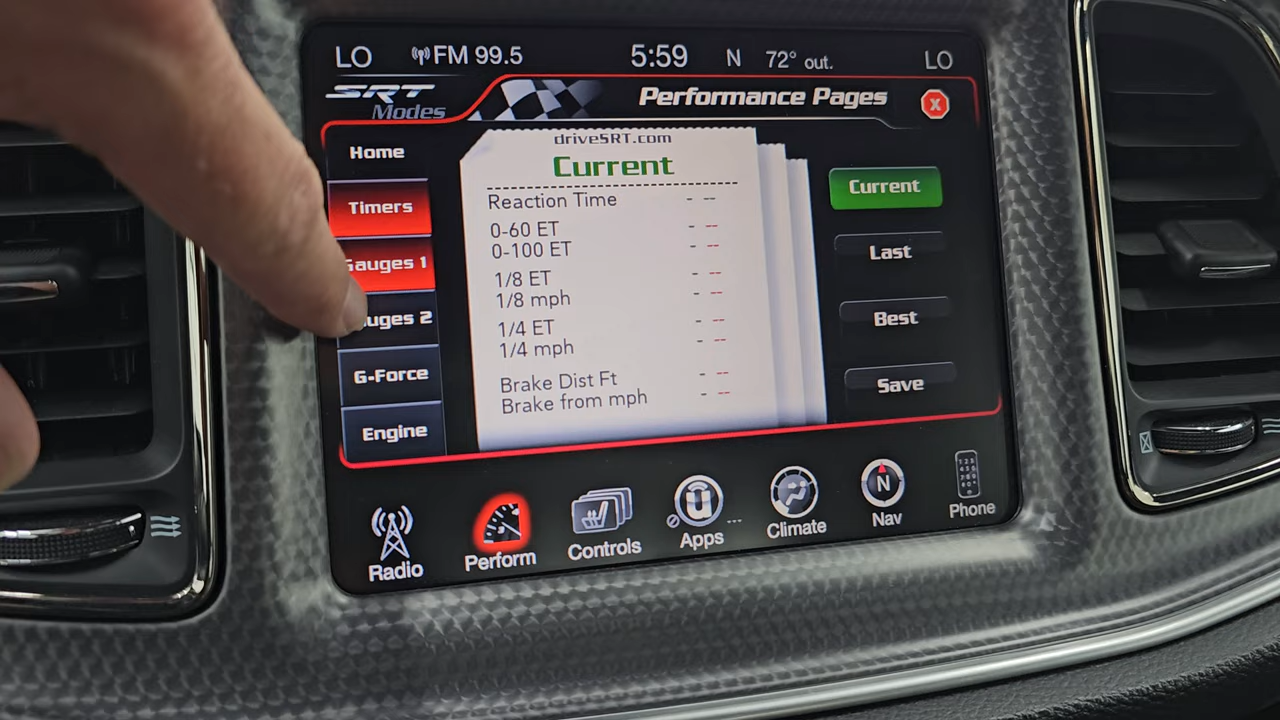 LO FM 99.5 5:59 N 72° out. LO
SRT
Modes
Performance Pages
X
Home
Timers
Gauges 1
uges 2
G-Force
Engine
driveSRT.com
Current
Reaction Time - --
0-60 ET - --
0-100 ET - --
1/8 ET - --
1/8 mph - --
1/4 ET - --
1/4 mph - --
Brake Dist Ft - --
Brake from mph - --
Current
Last
Best
Save
Radio
Perform
Controls
Apps
...
Climate
N
Nav
Phone